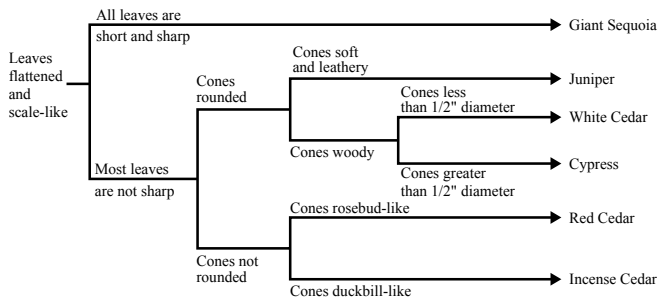 All leaves are
short and sharp
Giant Sequoia
Leaves
flattened
and
scale-like
Cones
rounded
Cones soft
and leathery
Juniper
Cones less
than 1/2" diameter
White Cedar
Cones woody
Cypress
Cones greater
than 1/2" diameter
Most leaves
are not sharp
Cones rosebud-like
Red Cedar
Cones not
rounded
Cones duckbill-like
Incense Cedar